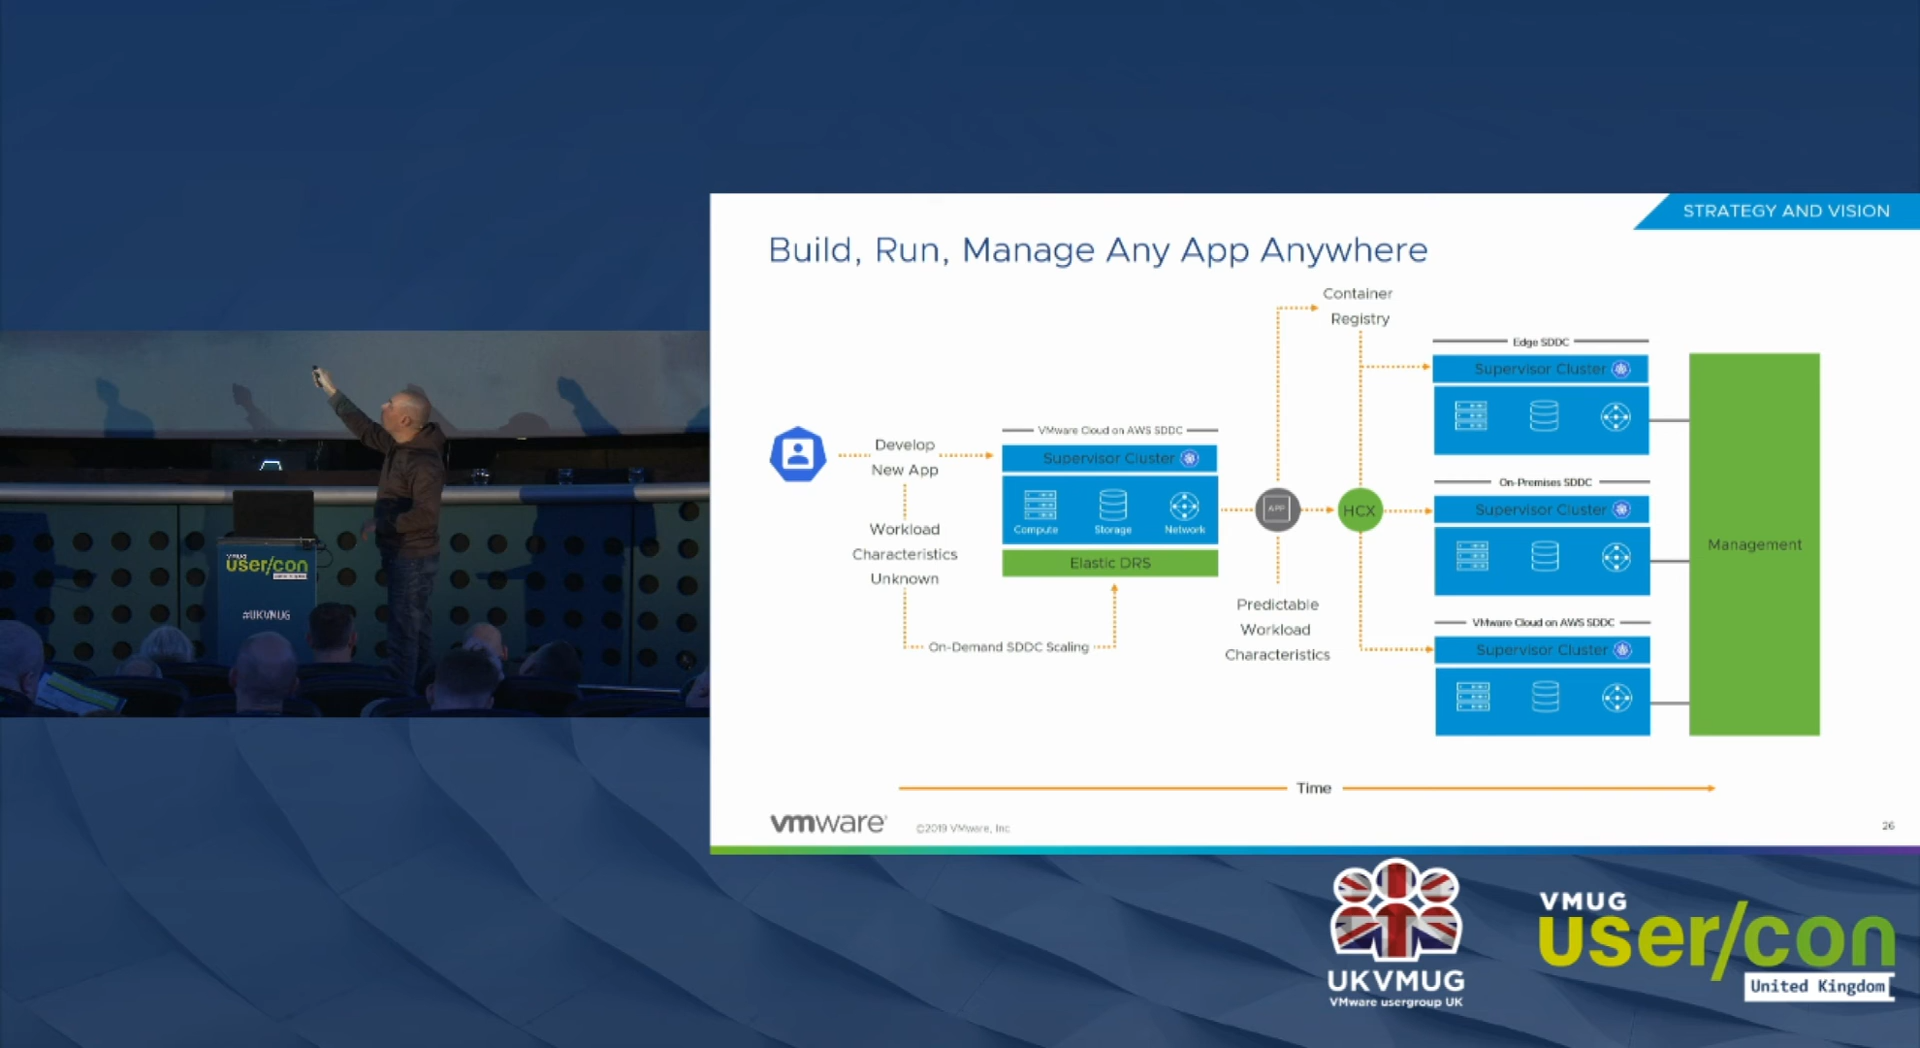 STRATEGY AND VISION
Build, Run, Manage Any App Anywhere
Container
Registry
Edge SDDC
Supervisor Cluster
VMware Cloud on AWS SDDC
Supervisor Cluster
Compute
Storage
Network
Elastic DRS
Develop
New App
Workload
Characteristics
Unknown
On-Demand SDDC Scaling
APP
HCX
Predictable
Workload
Characteristics
On-Premises SDDC
Supervisor Cluster
VMware Cloud on AWS SDDC
Supervisor Cluster
Management
Time
vmware
©2019 VMware, Inc
26
VMUG
user/con
#UKVMUG
UKVMUG
VMware usergroup UK
VMUG
user/con
United Kingdom